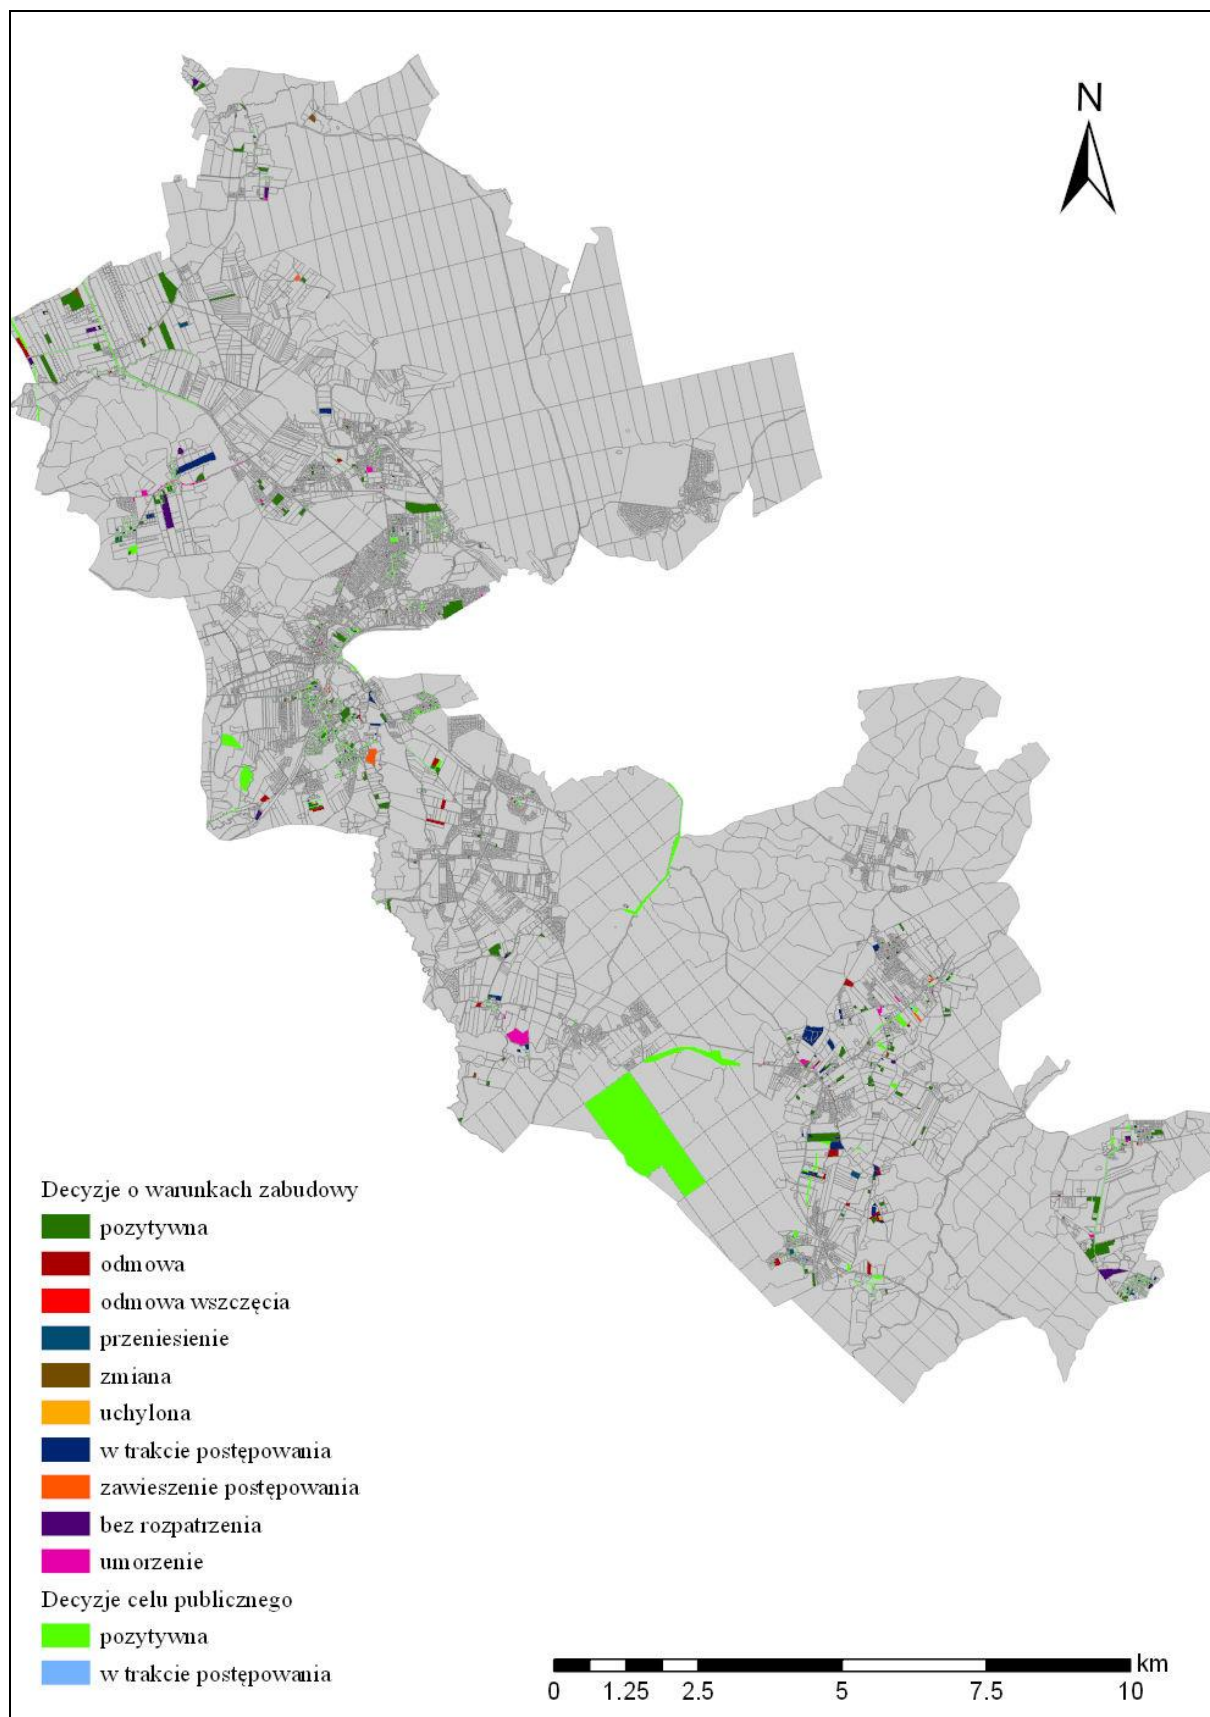 N
Decyzje o warunkach zabudowy
pozytywna
odmowa
odmowa wszczęcia
przeniesienie
zmiana
uchylona
w trakcie postępowania
zawieszenie postępowania
bez rozpatrzenia
umorzenie
Decyzje celu publicznego
pozytywna
w trakcie postępowania
km
0 1.25 2.5 5 7.5 10